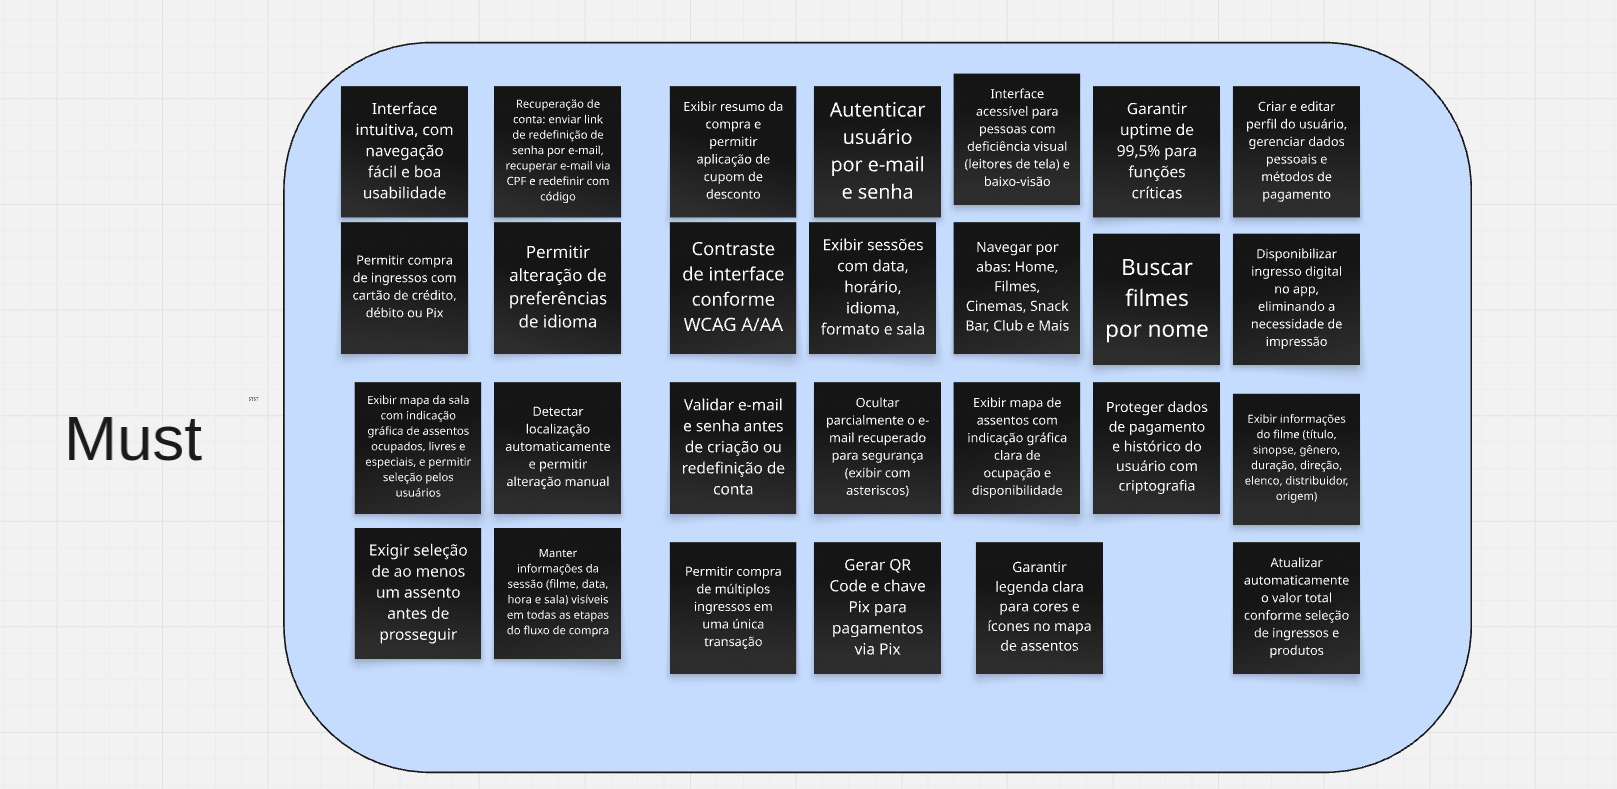 Must
Interface
intuitiva, com
navegação
fácil e boa
usabilidade
Recuperação de
conta: enviar link
de redefinição de
senha por e-mail,
recuperar e-mail via
CPF e redefinir com
código
Exibir resumo da
compra e
permitir
aplicação de
cupom de
desconto
Autenticar
usuário
por e-mail
e senha
Interface
acessível para
pessoas com
deficiência visual
(leitores de tela) e
baixo-visão
Garantir
uptime de
99,5% para
funções
críticas
Criar e editar
perfil do usuário,
gerenciar dados
pessoais e
métodos de
pagamento
Permitir compra
de ingressos com
cartão de crédito,
débito ou Pix
Permitir
alteração de
preferências
de idioma
Contraste
de interface
conforme
WCAG A/AA
Exibir sessões
com data,
horário,
idioma,
formato e sala
Navegar por
abas: Home,
Filmes,
Cinemas, Snack
Bar, Club e Mais
Buscar
filmes
por nome
Disponibilizar
ingresso digital
no app,
eliminando a
necessidade de
impressão
Exibir mapa da sala
com indicação
gráfica de assentos
ocupados, livres e
especiais, e permitir
seleção pelos
usuários
Detectar
localização
automaticamente
e permitir
alteração manual
Validar e-mail
e senha antes
de criação ou
redefinição de
conta
Ocultar
parcialmente o e-
mail recuperado
para segurança
(exibir com
asteriscos)
Exibir mapa de
assentos com
indicação gráfica
clara de
ocupação e
disponibilidade
Proteger dados
de pagamento
e histórico do
usuário com
criptografia
Exibir informações
do filme (título,
sinopse, gênero,
duração, direção,
elenco, distribuidor,
origem)
Exigir seleção
de ao menos
um assento
antes de
prosseguir
Manter
informações da
sessão (filme, data,
hora e sala) visíveis
em todas as etapas
do fluxo de compra
Permitir compra
de múltiplos
ingressos em
uma única
transação
Gerar QR
Code e chave
Pix para
pagamentos
via Pix
Garantir
legenda clara
para cores e
ícones no mapa
de assentos
Atualizar
automaticamente
o valor total
conforme seleção
de ingressos e
produtos